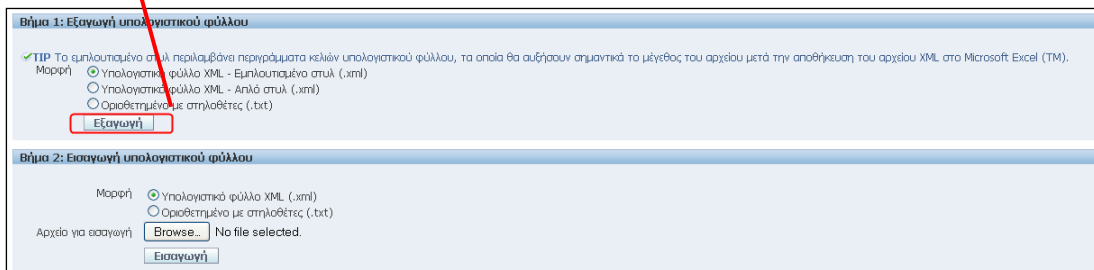 Βήμα 1: Εξαγωγή υπολογιστικού φύλλου
TIP Το εμπλουτισμένο στυλ περιλαμβάνει περιγράμματα κελιών υπολογιστικού φύλλου, τα οποία θα αυξήσουν σημαντικά το μέγεθος του αρχείου μετά την αποθήκευση του αρχείου XML στο Microsoft Excel (TM).
Μορφή Υπολογιστικό φύλλο XML - Εμπλουτισμένο στυλ (.xml)
Υπολογιστικό φύλλο XML - Απλό στυλ (.xml)
Οριοθετημένο με στηλοθέτες (.txt)
Εξαγωγή
Βήμα 2: Εισαγωγή υπολογιστικού φύλλου
Μορφή Υπολογιστικό φύλλο XML (.xml)
Οριοθετημένο με στηλοθέτες (.txt)
Αρχείο για εισαγωγή Browse... No file selected.
Εισαγωγή